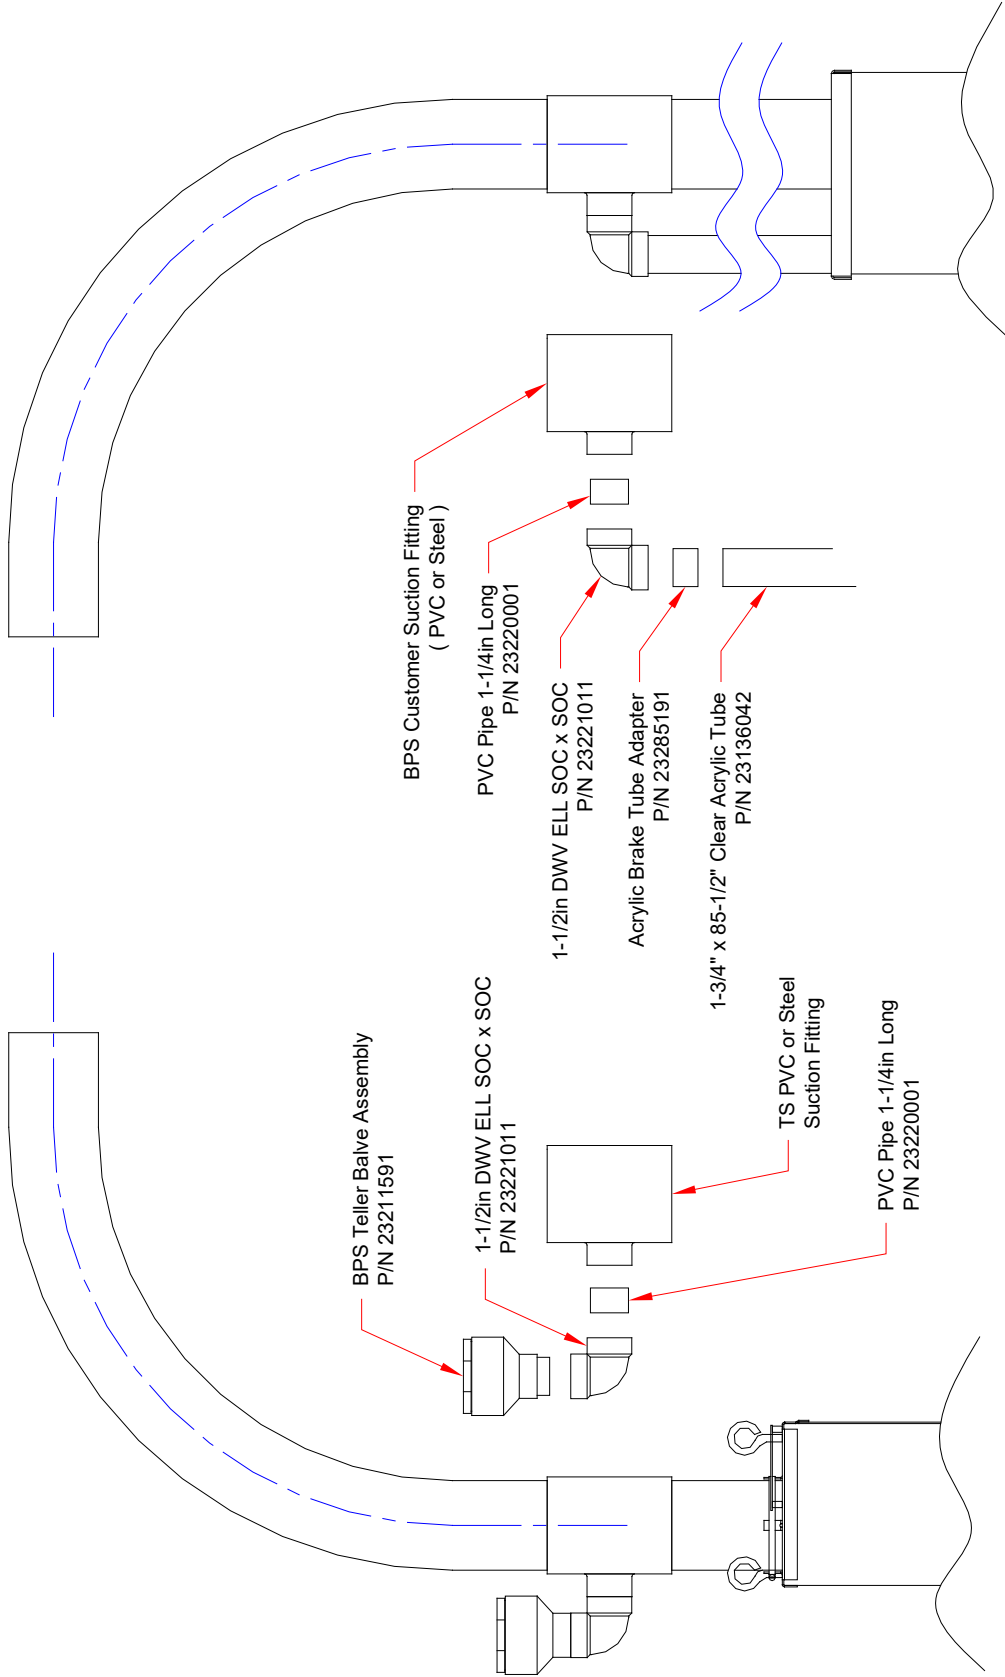 BPS Teller Balve Assembly
P/N 23211591
1-1/2in DWV ELL SOC x SOC
P/N 23221011
TS PVC or Steel
Suction Fitting
PVC Pipe 1-1/4in Long
P/N 23220001
BPS Customer Suction Fitting
( PVC or Steel )
PVC Pipe 1-1/4in Long
P/N 23220001
1-1/2in DWV ELL SOC x SOC
P/N 23221011
Acrylic Brake Tube Adapter
P/N 23285191
1-3/4" x 85-1/2" Clear Acrylic Tube
P/N 23136042